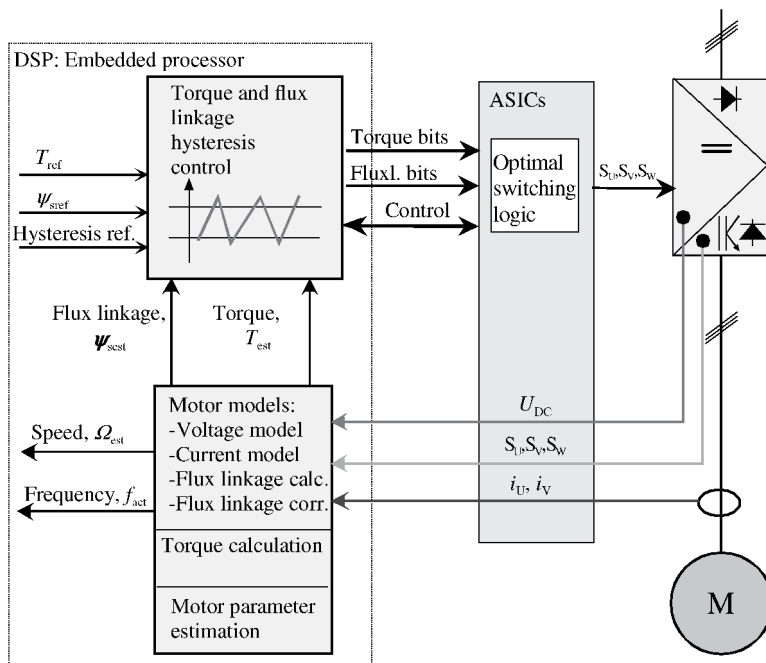 DSP: Embedded processor
Torque and flux
linkage
hysteresis
control
T_ref
ψ_sref
Hysteresis ref.
Torque bits
Fluxl. bits
Control
ASICs
Optimal
switching
logic
S_U,S_V,S_W
Flux linkage,
ψ_sest
Torque,
T_est
Motor models:
-Voltage model
-Current model
-Flux linkage calc.
-Flux linkage corr.
Torque calculation
Motor parameter
estimation
Speed, Ω_est
Frequency, f_act
U_DC
S_U,S_V,S_W
i_U, i_V
M